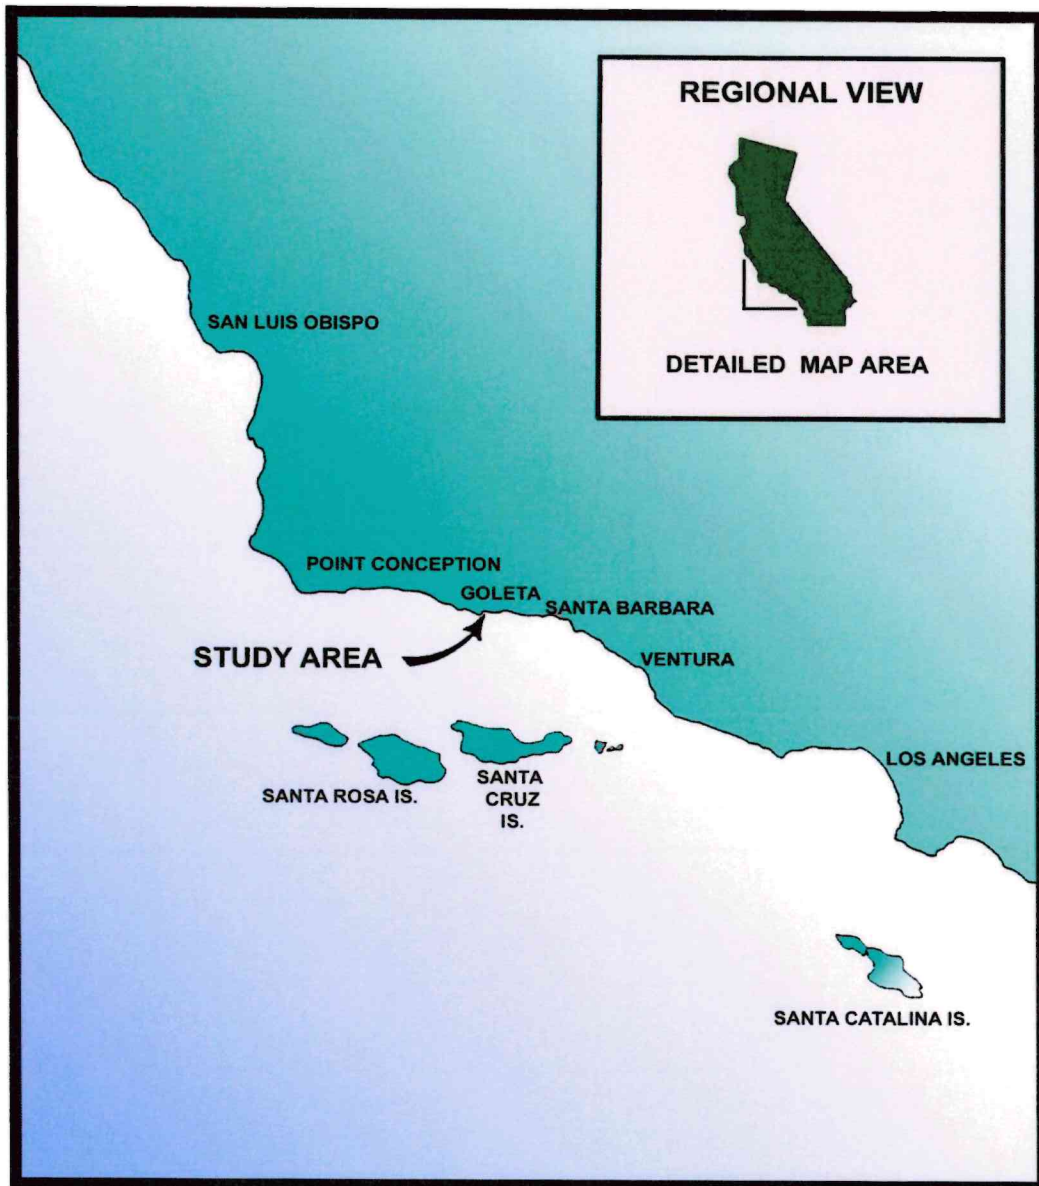 REGIONAL VIEW
DETAILED MAP AREA
SAN LUIS OBISPO
POINT CONCEPTION
GOLETA
SANTA BARBARA
STUDY AREA
VENTURA
LOS ANGELES
SANTA ROSA IS.
SANTA
CRUZ
IS.
SANTA CATALINA IS.